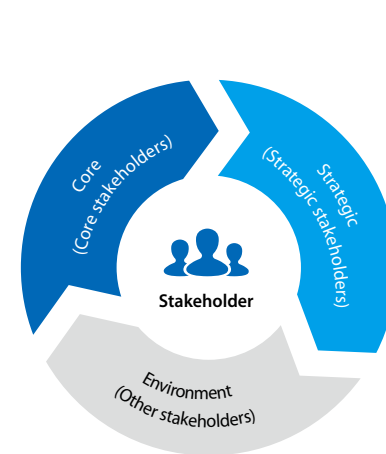 Core
(Core stakeholders)
Strategic
(Strategic stakeholders)
Stakeholder
Environment
(Other stakeholders)